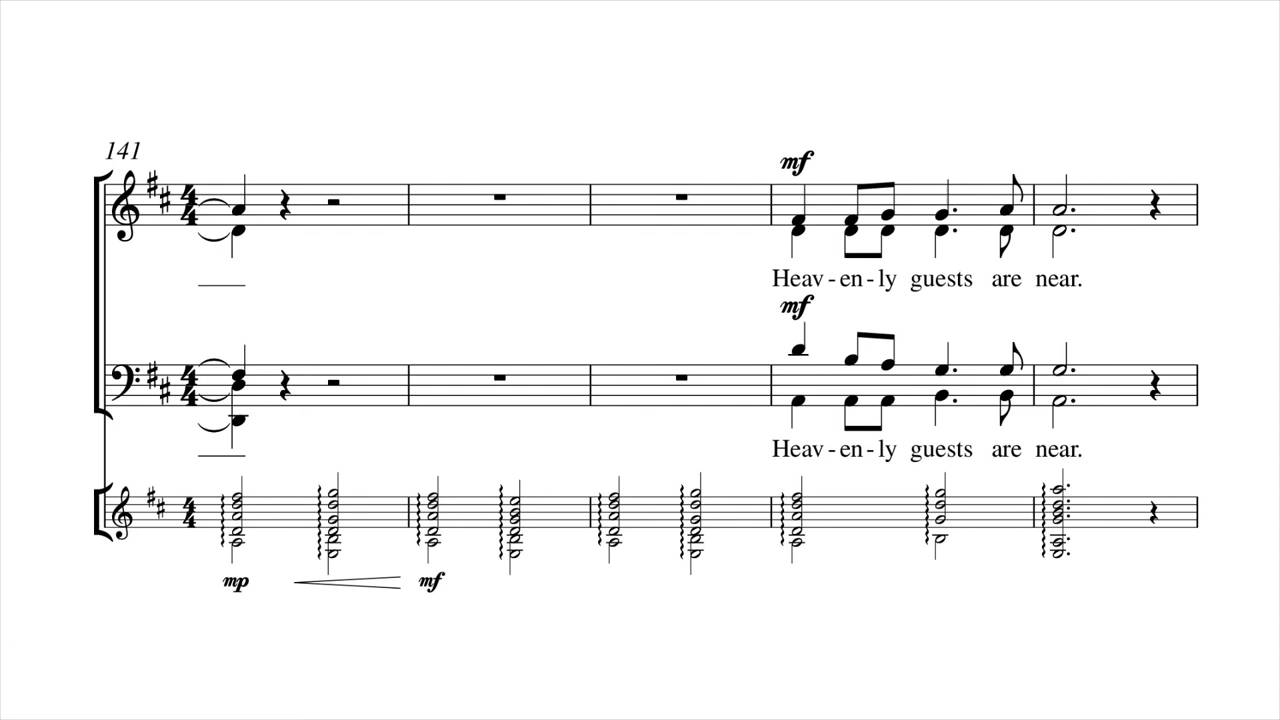 141
mf
Heav - en - ly guests are near.
mf
Heav - en - ly guests are near.
mp mf